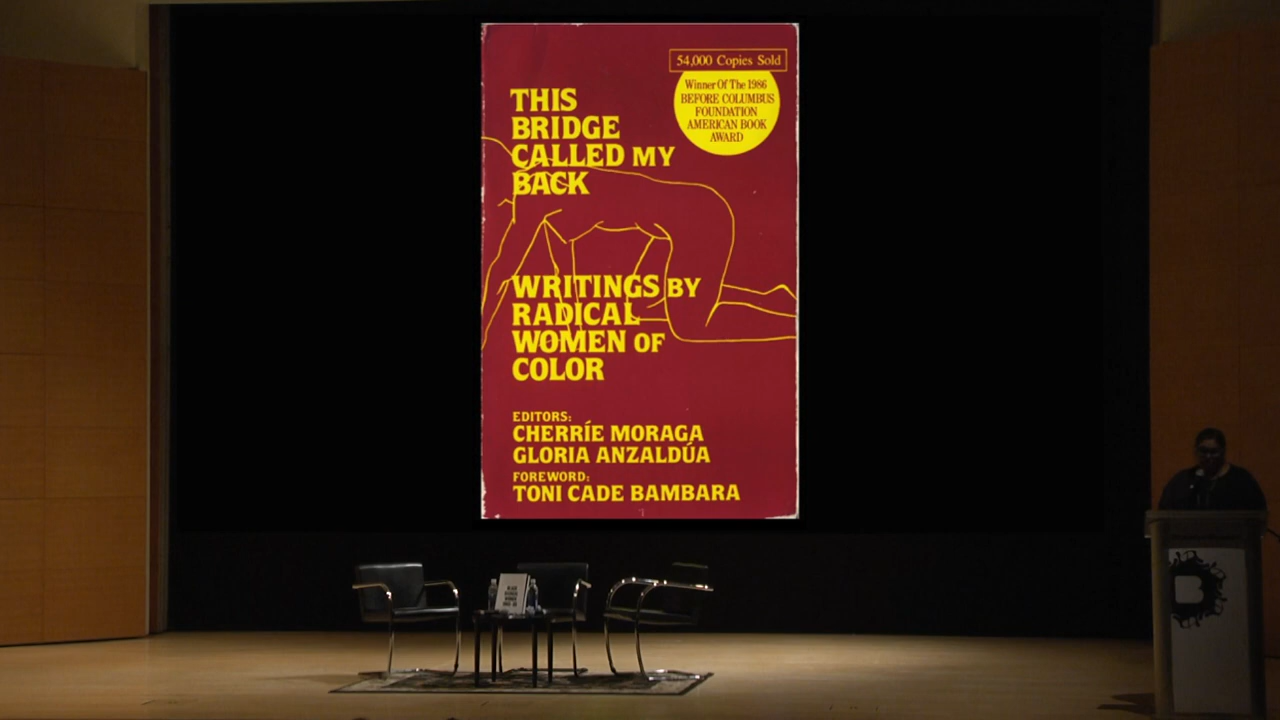 54,000 Copies Sold
Winner Of The 1986
BEFORE COLUMBUS
FOUNDATION
AMERICAN BOOK
AWARD
THIS
BRIDGE
CALLED MY
BACK
WRITINGS BY
RADICAL
WOMEN OF
COLOR
EDITORS:
CHERRÍE MORAGA
GLORIA ANZALDÚA
FOREWORD:
TONI CADE BAMBARA
B